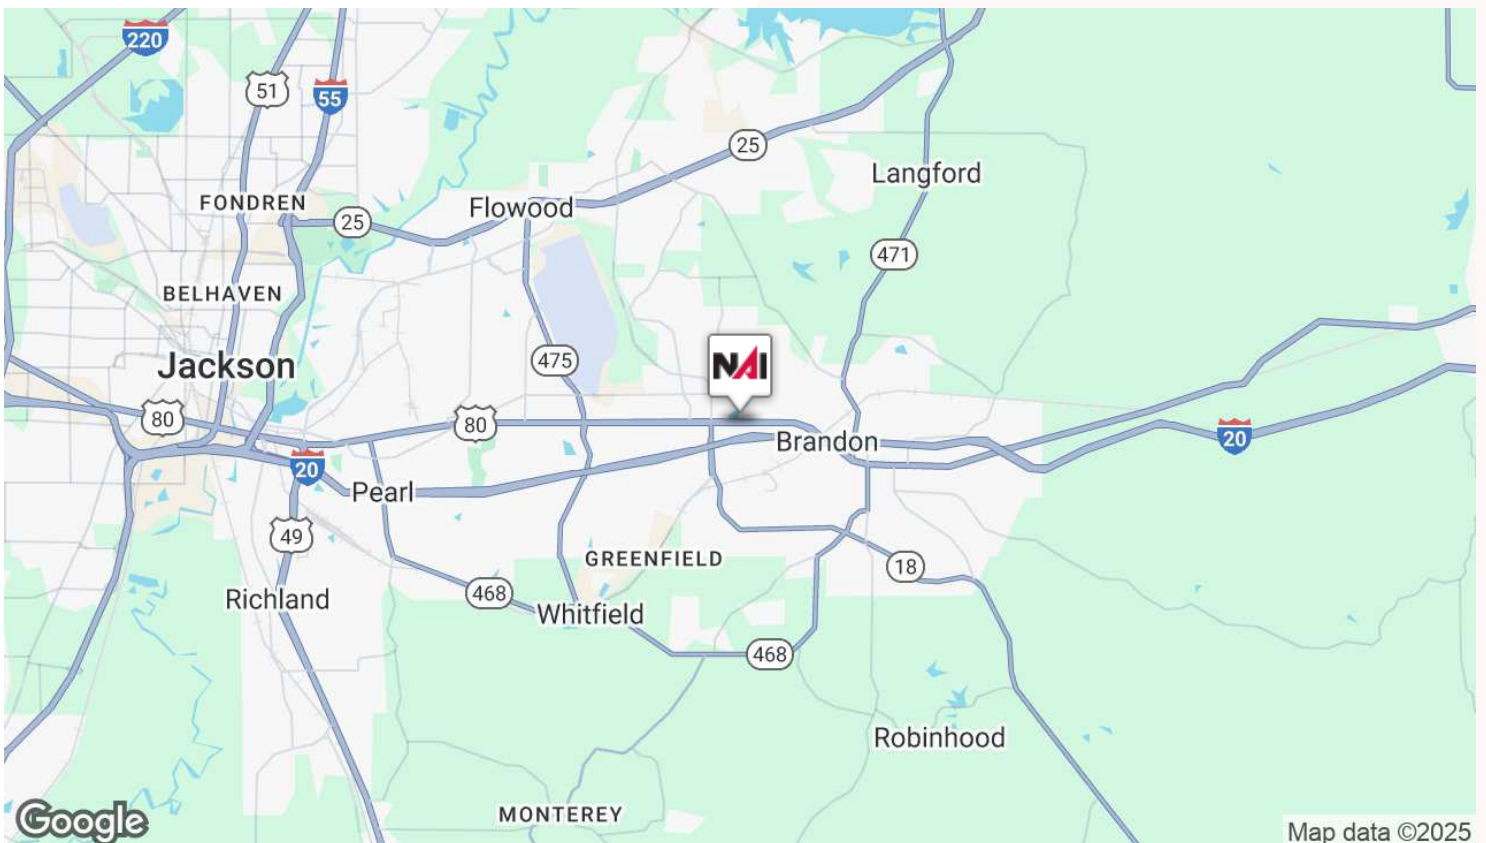 220
51
55
25
Langford
FONDREN
Flowood
25
471
BELHAVEN
Jackson
475
NAI
80
80
Brandon
20
20
Pearl
49
GREENFIELD
18
Richland
468
Whitfield
468
Robinhood
MONTEREY
Google
Map data ©2025